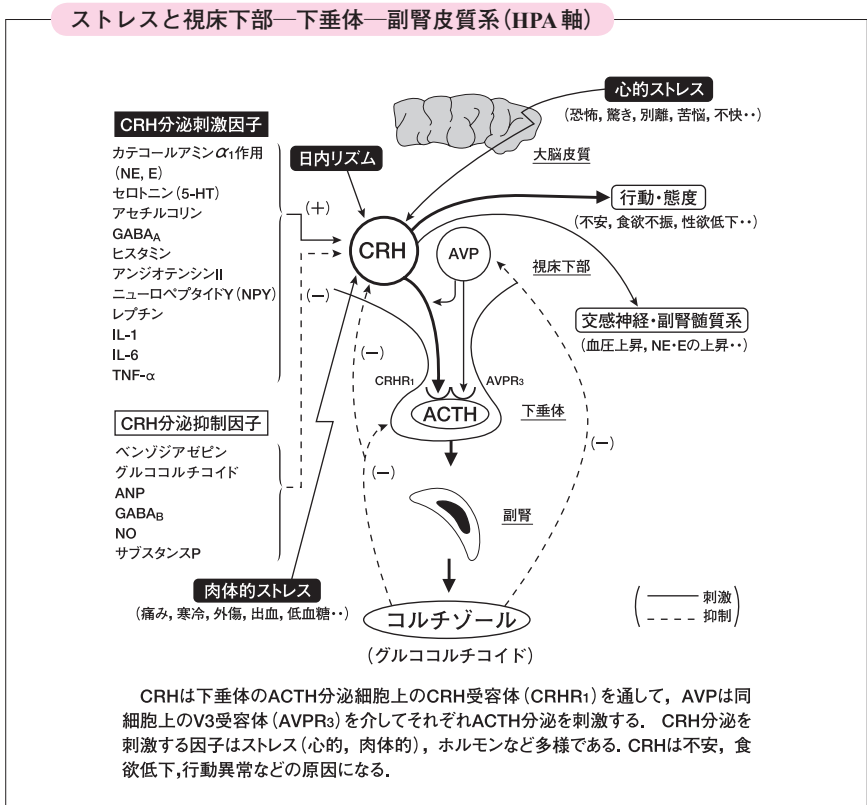 ストレスと視床下部—下垂体—副腎皮質系(HPA 軸)
心的ストレス
(恐怖, 驚き, 別離, 苦悩, 不快‥)
大脳皮質
CRH分泌刺激因子
カテコールアミンα1作用
(NE, E)
セロトニン(5-HT)
アセチルコリン
GABAA
ヒスタミン
アンジオテンシンII
ニューロペプチドY(NPY)
レプチン
IL-1
IL-6
TNF-α
日内リズム
(+)
(−)
CRH
AVP
視床下部
行動・態度
(不安, 食欲不振, 性欲低下‥)
交感神経・副腎髄質系
(血圧上昇, NE・Eの上昇‥)
(−)
CRHR1
AVPR3
ACTH
下垂体
(−)
(−)
CRH分泌抑制因子
ベンゾジアゼピン
グルココルチコイド
ANP
GABAB
NO
サブスタンスP
副腎
肉体的ストレス
(痛み, 寒冷, 外傷, 出血, 低血糖‥)
コルチゾール
(グルココルチコイド)
刺激
抑制
CRHは下垂体のACTH分泌細胞上のCRH受容体(CRHR1)を通して, AVPは同
細胞上のV3受容体(AVPR3)を介してそれぞれACTH分泌を刺激する. CRH分泌を
刺激する因子はストレス(心的, 肉体的), ホルモンなど多様である. CRHは不安, 食
欲低下,行動異常などの原因になる.